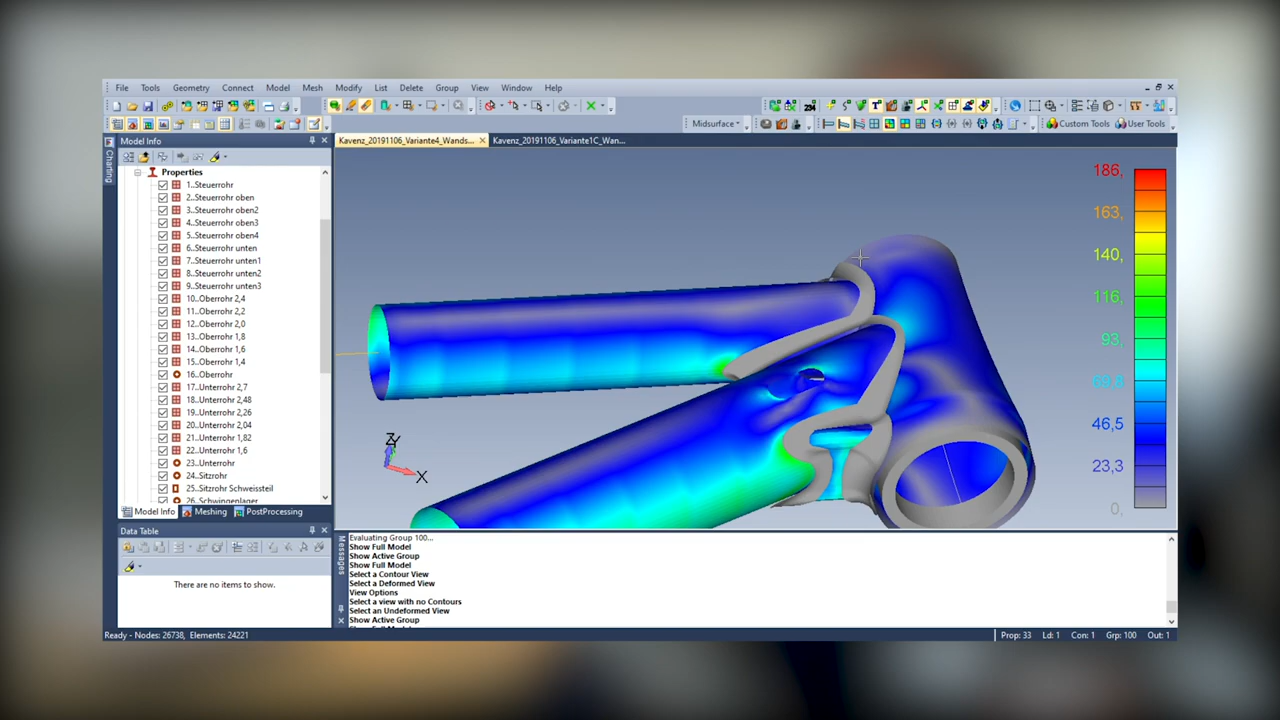 File Tools Geometry Connect Model Mesh Modify List Delete Group View Window Help
Midsurface Custom Tools User Tools
Charting
Model Info
Kavenz_20191106_Variante4_Wands... Kavenz_20191106_Variante1C_Wan...
Properties
1..Steuerrohr
2..Steuerrohr oben
3..Steuerrohr oben2
4..Steuerrohr oben3
5..Steuerrohr oben4
6..Steuerrohr unten
7..Steuerrohr unten1
8..Steuerrohr unten2
9..Steuerrohr unten3
10..Oberrohr 2,4
11..Oberrohr 2,2
12..Oberrohr 2,0
13..Oberrohr 1,8
14..Oberrohr 1,6
15..Oberrohr 1,4
16..Oberrohr
17..Unterrohr 2,7
18..Unterrohr 2,48
19..Unterrohr 2,26
20..Unterrohr 2,04
21..Unterrohr 1,82
22..Unterrohr 1,6
23..Unterrohr
24..Sitzrohr
25..Sitzrohr Schweissteil
26..Schwingenlager
Model Info Meshing PostProcessing
186,
163,
140,
116,
93,
69,8
46,5
23,3
0,
Z
Y
X
Data Table
There are no items to show.
Messages
Evaluating Group 100...
Show Full Model
Show Active Group
Show Full Model
Select a Contour View
Select a Deformed View
View Options
Select a view with no Contours
Select an Undeformed View
Show Active Group
Ready - Nodes: 26738, Elements: 24221
Prop: 33 Ld: 1 Con: 1 Grp: 100 Out: 1